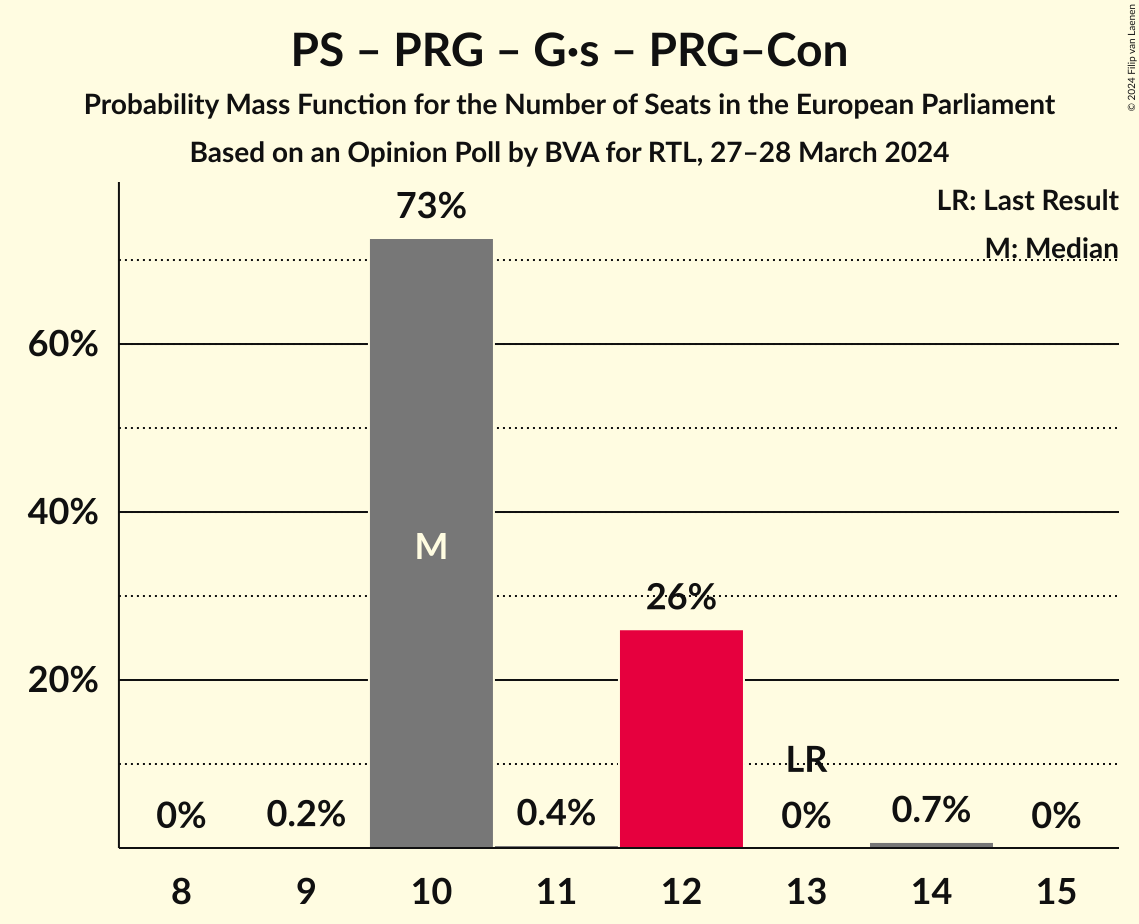 PS – PRG – G·s – PRG–Con
Probability Mass Function for the Number of Seats in the European Parliament
Based on an Opinion Poll by BVA for RTL, 27–28 March 2024
© 2024 Filip van Laenen
LR: Last Result
M: Median
73%
60%
40%
20%
M
26%
LR
0%
0.2%
0.4%
0%
0.7%
0%
8 9 10 11 12 13 14 15